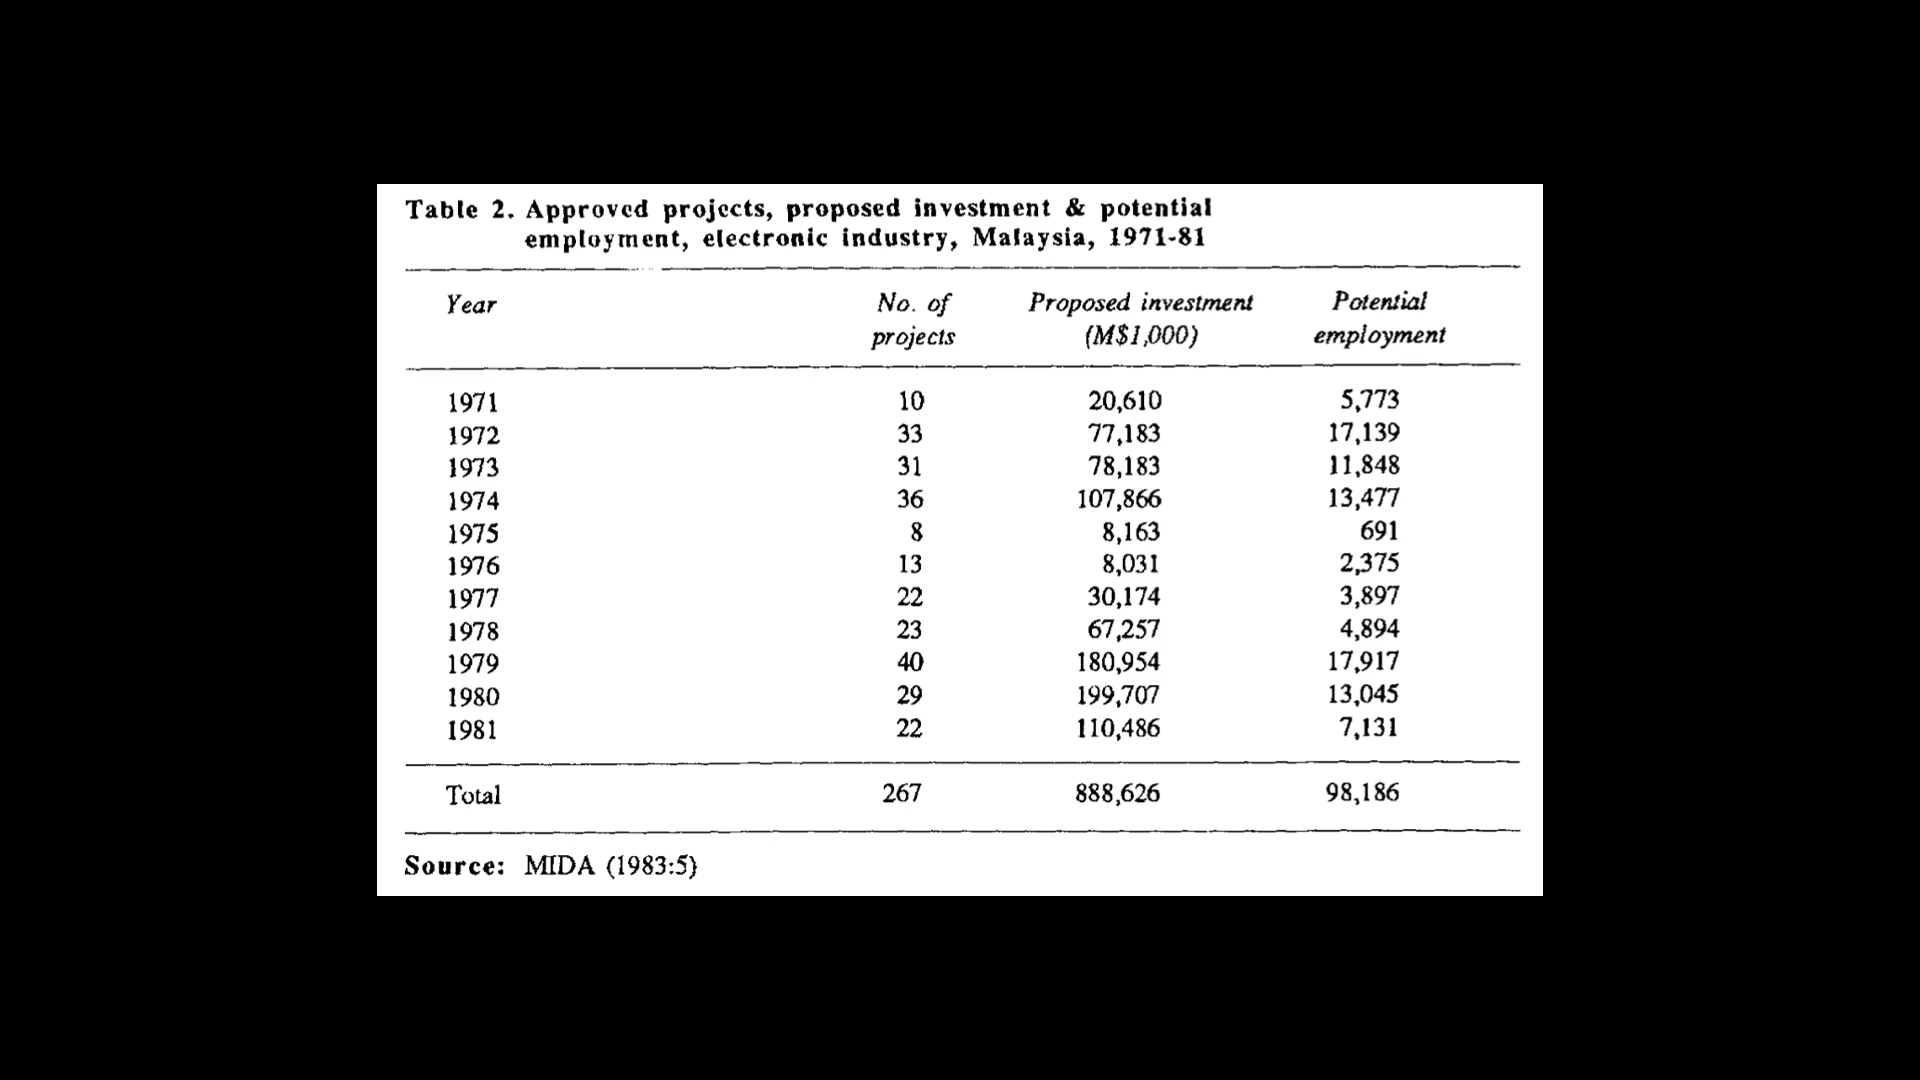 Table 2. Approved projects, proposed investment & potential
employment, electronic industry, Malaysia, 1971-81
Year No. of projects Proposed investment (M$1,000) Potential employment
1971 10 20,610 5,773
1972 33 77,183 17,139
1973 31 78,183 11,848
1974 36 107,866 13,477
1975 8 8,163 691
1976 13 8,031 2,375
1977 22 30,174 3,897
1978 23 67,257 4,894
1979 40 180,954 17,917
1980 29 199,707 13,045
1981 22 110,486 7,131
Total 267 888,626 98,186
Source: MIDA (1983:5)